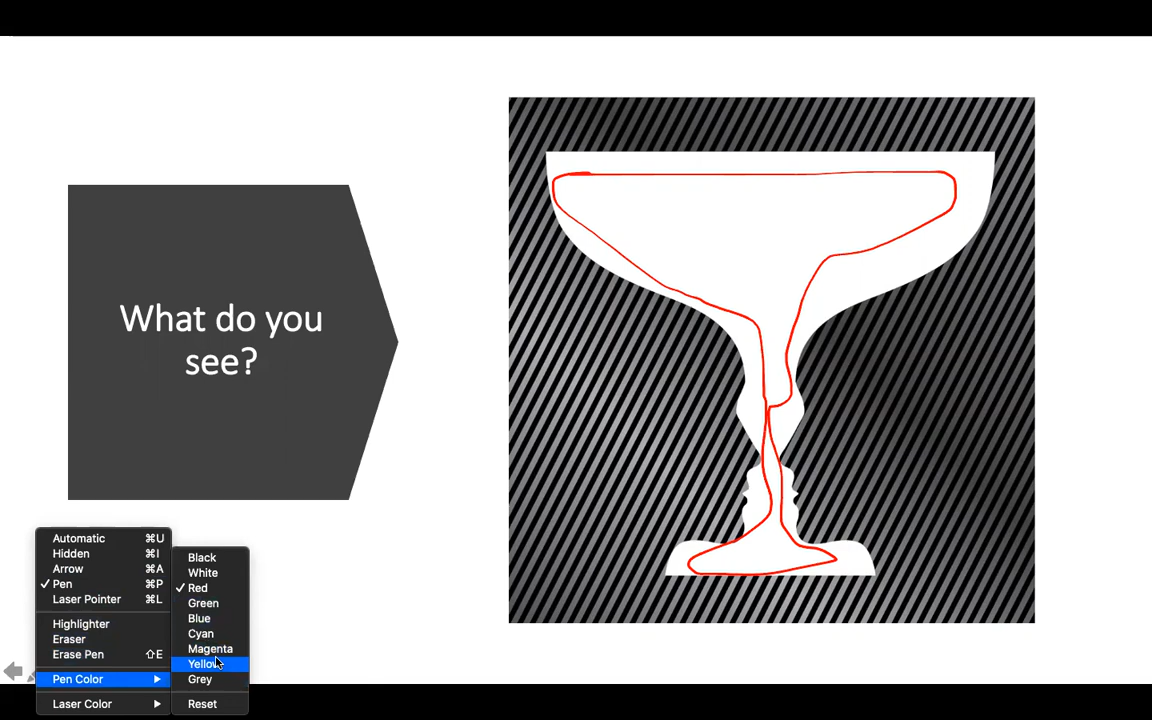 What do you
see?
Automatic ⌘U
Hidden ⌘I
Arrow ⌘A
✓ Pen ⌘P
Laser Pointer ⌘L
Highlighter
Eraser
Erase Pen ⇧E
Pen Color ▶
Laser Color ▶
Black
White
✓ Red
Green
Blue
Cyan
Magenta
Yellow
Grey
Reset